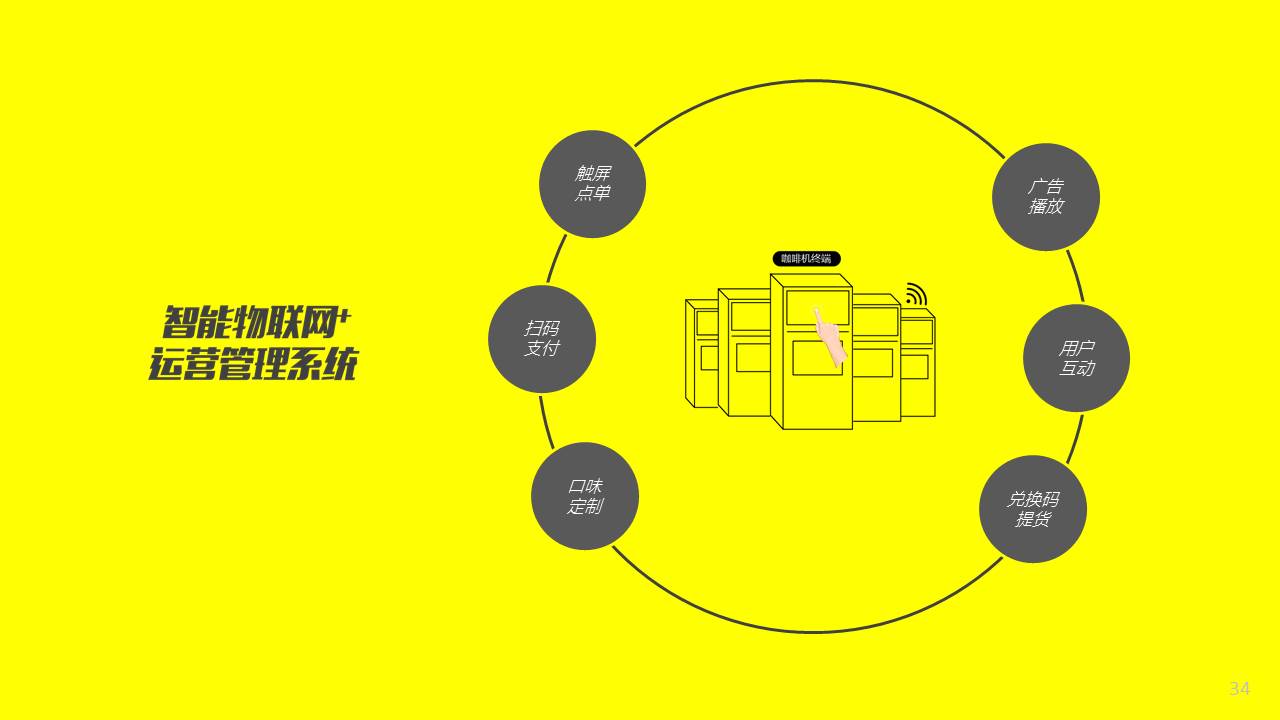 智能物联网+
运营管理系统
触屏
点单
扫码
支付
口味
定制
咖啡机终端
广告
播放
用户
互动
兑换码
提货
34